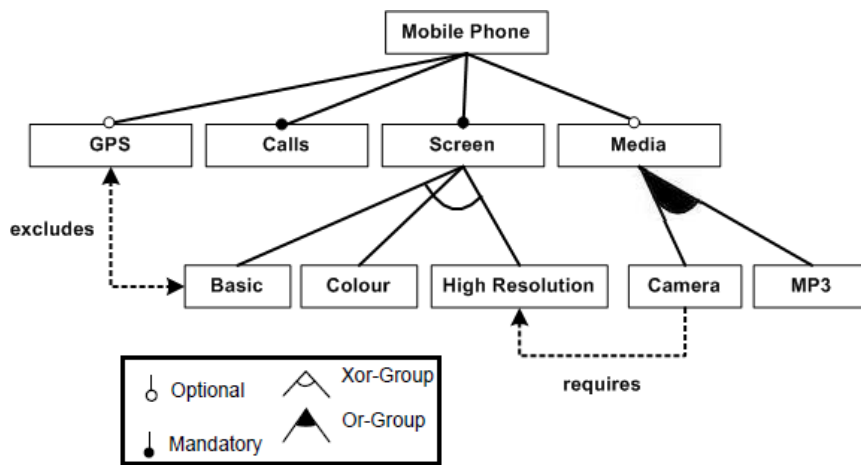 Mobile Phone
GPS
Calls
Screen
Media
excludes
Basic
Colour
High Resolution
Camera
MP3
requires
Optional
Xor-Group
Mandatory
Or-Group